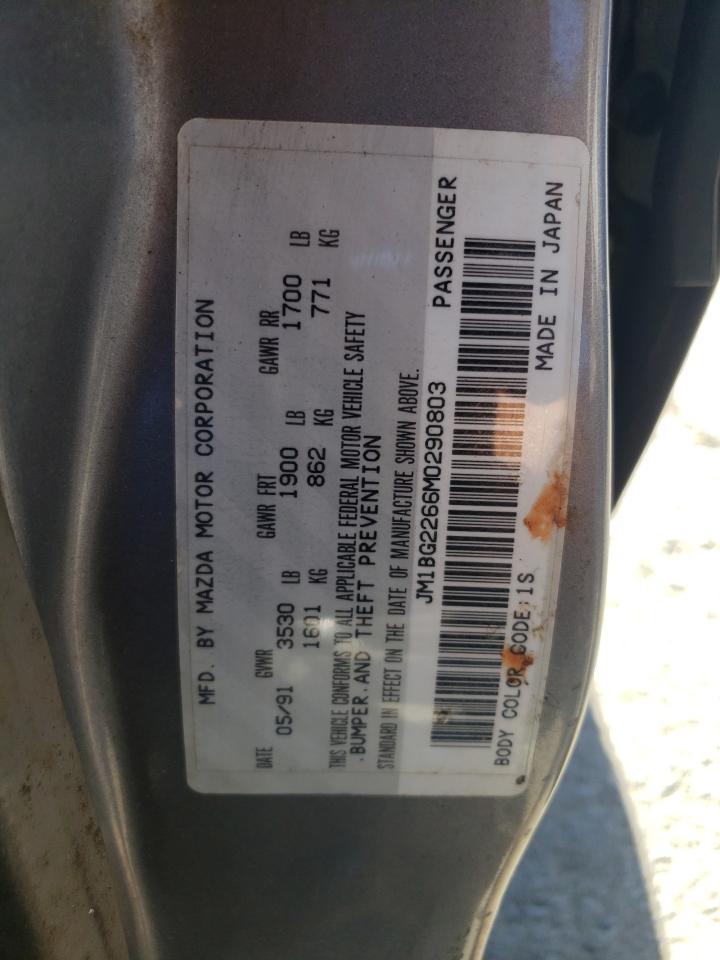 MFD. BY MAZDA MOTOR CORPORATION
DATE GVWR GAWR FRT GAWR RR
05/91 3530 LB 1900 LB 1700 LB
1601 KG 862 KG 771 KG
THIS VEHICLE CONFORMS TO ALL APPLICABLE FEDERAL MOTOR VEHICLE SAFETY
, BUMPER, AND THEFT PREVENTION
STANDARD IN EFFECT ON THE DATE OF MANUFACTURE SHOWN ABOVE.
JM1BG2266M0290803 PASSENGER
BODY COLOR CODE:1S MADE IN JAPAN